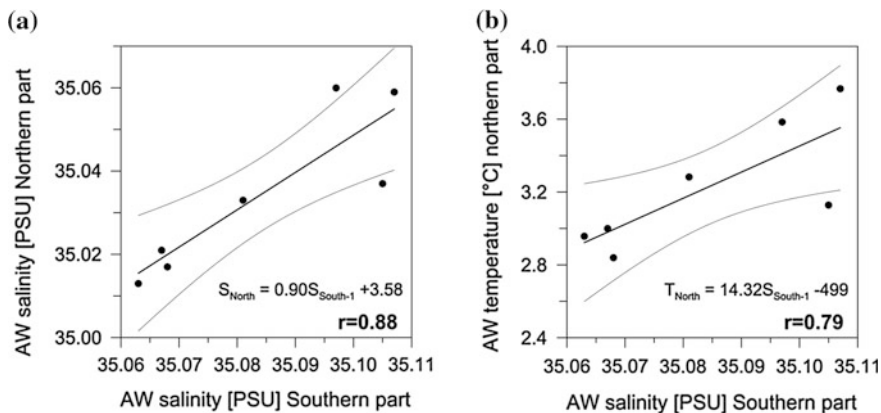 (a)
AW salinity [PSU] Northern part
35.06
35.04
35.02
35.00
S_North = 0.90S_South-1 +3.58
r=0.88
35.06 35.07 35.08 35.09 35.10 35.11
AW salinity [PSU] Southern part
(b)
AW temperature [°C] northern part
4.0
3.6
3.2
2.8
2.4
T_North = 14.32S_South-1 -499
r=0.79
35.06 35.07 35.08 35.09 35.10 35.11
AW salinity [PSU] Southern part